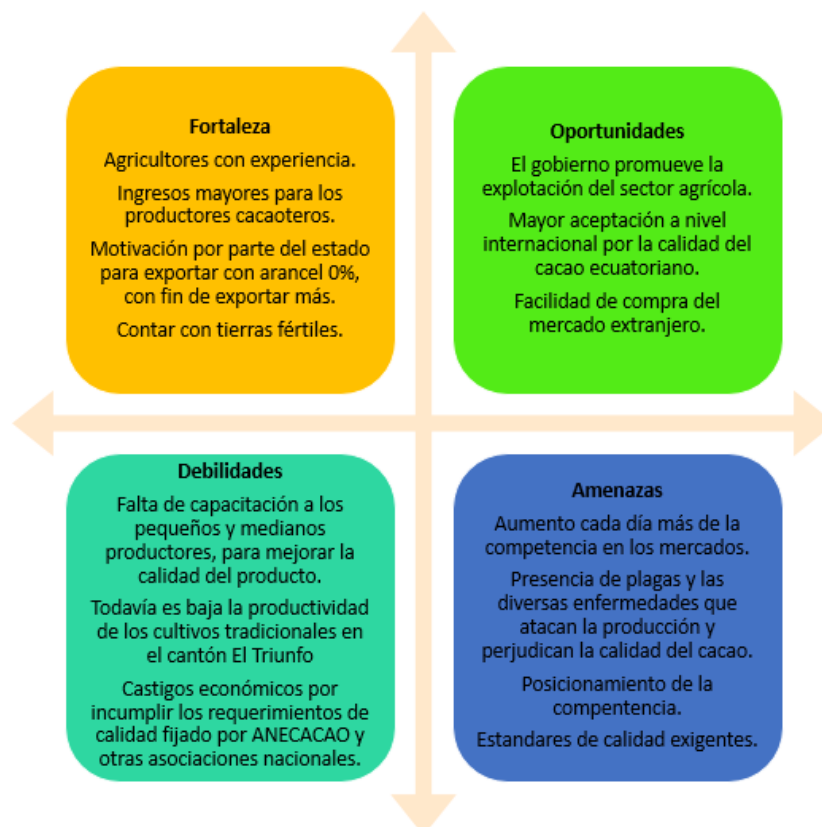 Fortaleza
Agricultores con experiencia.
Ingresos mayores para los
productores cacaoteros.
Motivación por parte del estado
para exportar con arancel 0%,
con fin de exportar más.
Contar con tierras fértiles.
Oportunidades
El gobierno promueve la
explotación del sector agrícola.
Mayor aceptación a nivel
internacional por la calidad del
cacao ecuatoriano.
Facilidad de compra del
mercado extranjero.
Debilidades
Falta de capacitación a los
pequeños y medianos
productores, para mejorar la
calidad del producto.
Todavía es baja la productividad
de los cultivos tradicionales en
el cantón El Triunfo
Castigos económicos por
incumplir los requerimientos de
calidad fijado por ANECACAO y
otras asociaciones nacionales.
Amenazas
Aumento cada día más de la
competencia en los mercados.
Presencia de plagas y las
diversas enfermedades que
atacan la producción y
perjudican la calidad del cacao.
Posicionamiento de la
compentencia.
Estandares de calidad exigentes.